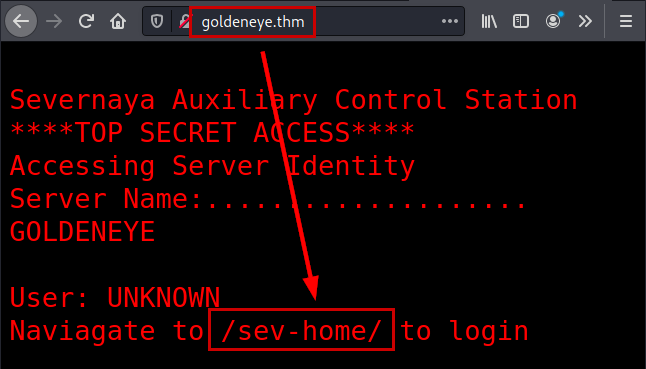 goldeneye.thm
Severnaya Auxiliary Control Station
****TOP SECRET ACCESS****
Accessing Server Identity
Server Name:....................
GOLDENEYE
User: UNKNOWN
Naviagate to /sev-home/ to login